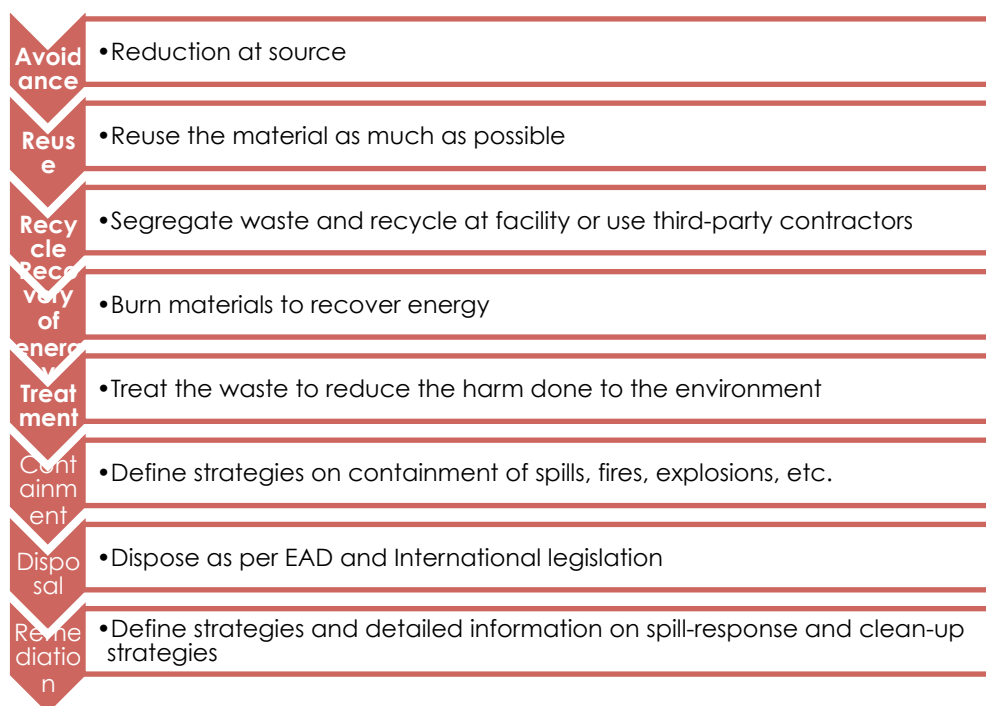 Avoid
ance
•Reduction at source
Reus
e
•Reuse the material as much as possible
Recy
cle
•Segregate waste and recycle at facility or use third-party contractors
Reco
very
of
energ
y
•Burn materials to recover energy
Treat
ment
•Treat the waste to reduce the harm done to the environment
Cont
ainm
ent
•Define strategies on containment of spills, fires, explosions, etc.
Dispo
sal
•Dispose as per EAD and International legislation
Reme
diatio
n
•Define strategies and detailed information on spill-response and clean-up
strategies